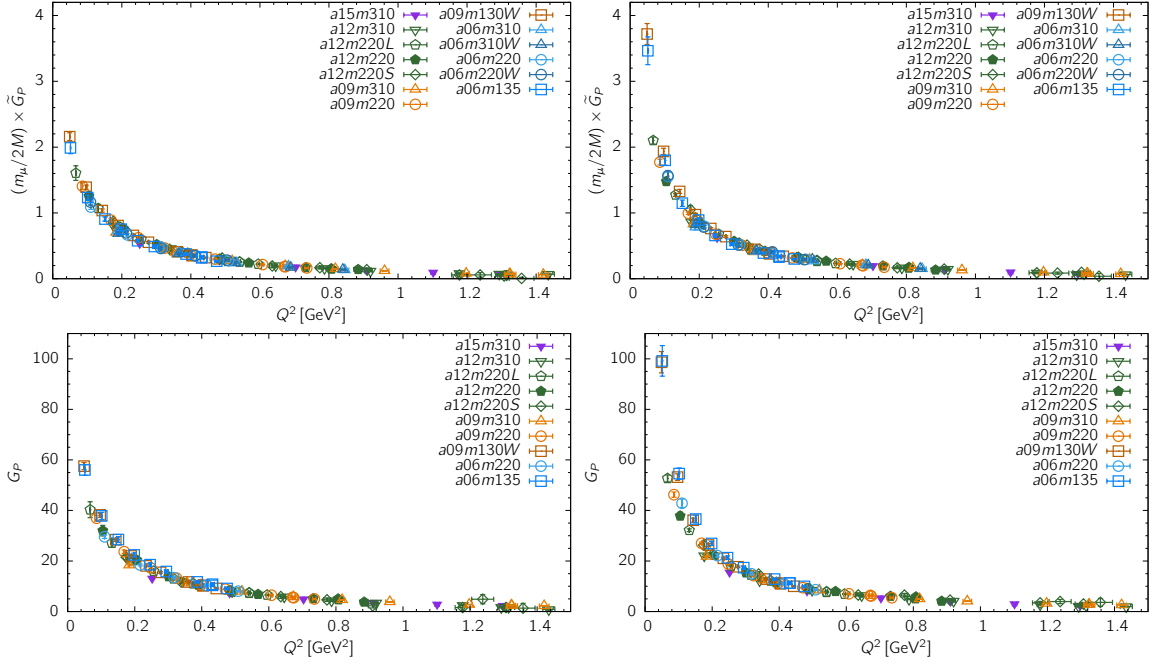 (m_μ/2M) × G̃_P
4
3
2
1
0
0 0.2 0.4 0.6 0.8 1 1.2 1.4
Q² [GeV²]
a15m310
a12m310
a12m220L
a12m220
a12m220S
a09m310
a09m220
a09m130W
a06m310
a06m310W
a06m220
a06m220W
a06m135
(m_μ/2M) × G̃_P
4
3
2
1
0
0 0.2 0.4 0.6 0.8 1 1.2 1.4
Q² [GeV²]
a15m310
a12m310
a12m220L
a12m220
a12m220S
a09m310
a09m220
a09m130W
a06m310
a06m310W
a06m220
a06m220W
a06m135
G_P
100
80
60
40
20
0
0 0.2 0.4 0.6 0.8 1 1.2 1.4
Q² [GeV²]
a15m310
a12m310
a12m220L
a12m220
a12m220S
a09m310
a09m220
a09m130W
a06m220
a06m135
G_P
100
80
60
40
20
0
0 0.2 0.4 0.6 0.8 1 1.2 1.4
Q² [GeV²]
a15m310
a12m310
a12m220L
a12m220
a12m220S
a09m310
a09m220
a09m130W
a06m220
a06m135